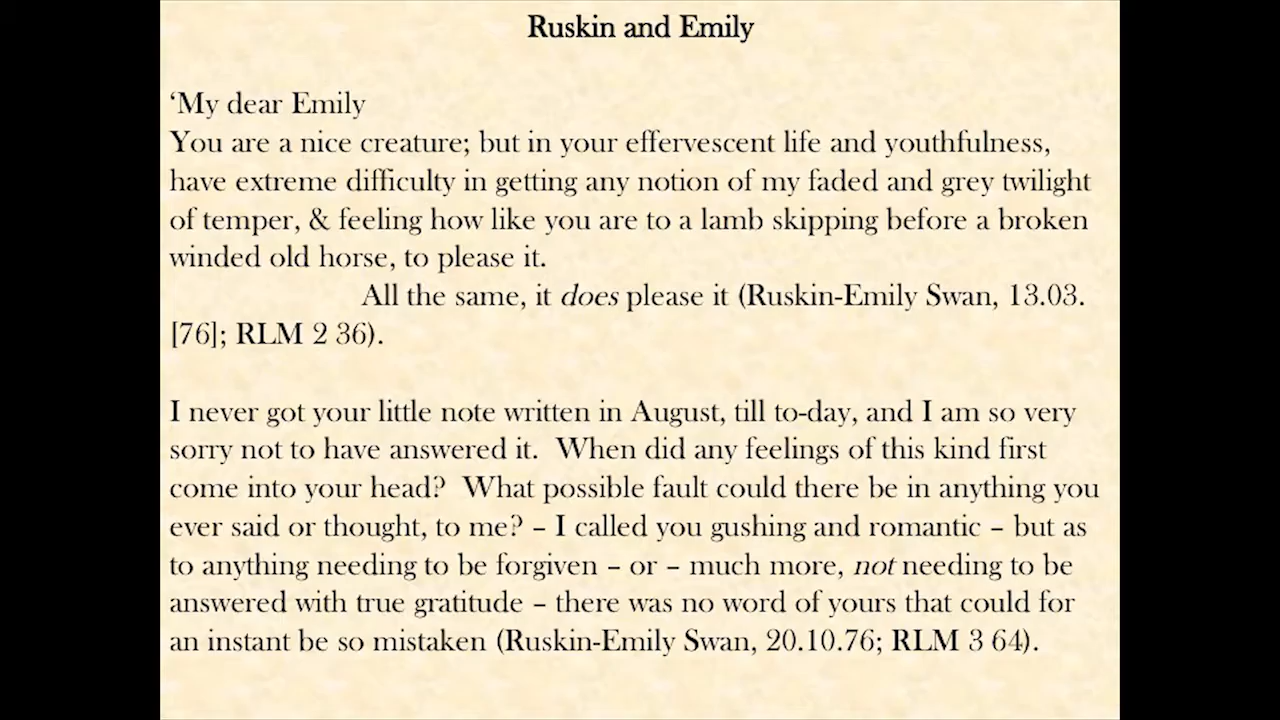 Ruskin and Emily
‘My dear Emily
You are a nice creature; but in your effervescent life and youthfulness,
have extreme difficulty in getting any notion of my faded and grey twilight
of temper, & feeling how like you are to a lamb skipping before a broken
winded old horse, to please it.
All the same, it does please it (Ruskin-Emily Swan, 13.03.
[76]; RLM 2 36).
I never got your little note written in August, till to-day, and I am so very
sorry not to have answered it.  When did any feelings of this kind first
come into your head?  What possible fault could there be in anything you
ever said or thought, to me? – I called you gushing and romantic – but as
to anything needing to be forgiven – or – much more, not needing to be
answered with true gratitude – there was no word of yours that could for
an instant be so mistaken (Ruskin-Emily Swan, 20.10.76; RLM 3 64).